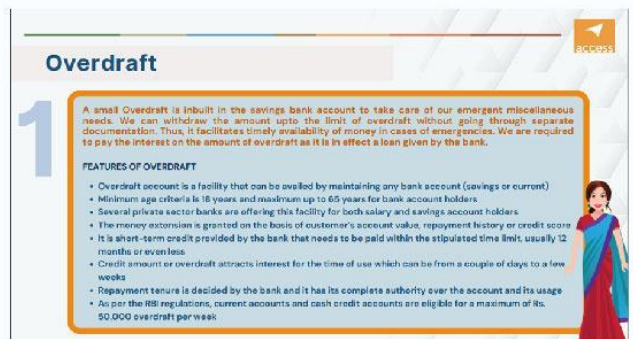 access
Overdraft
1
A small Overdraft is inbuilt in the savings bank account to take care of our emergent miscellaneous
needs. We can withdraw the amount upto the limit of overdraft without going through separate
documentation. Thus, it facilitates timely availability of money in cases of emergencies. We are required
to pay the interest on the amount of overdraft as it is in effect a loan given by the bank.
FEATURES OF OVERDRAFT
• Overdraft account is a facility that can be availed by maintaining any bank account (savings or current)
• Minimum age criteria is 18 years and maximum up to 65 years for bank account holders
• Several private sector banks are offering this facility for both salary and savings account holders
• The money extension is granted on the basis of customer's account value, repayment history or credit score
• It is short-term credit provided by the bank that needs to be paid within the stipulated time limit, usually 12
months or even less
• Credit amount or overdraft attracts interest for the time of use which can be from a couple of days to a few
weeks
• Repayment tenure is decided by the bank and it has its complete authority over the account and its usage
• As per the RBI regulations, current accounts and cash credit accounts are eligible for a maximum of Rs.
50,000 overdraft per week